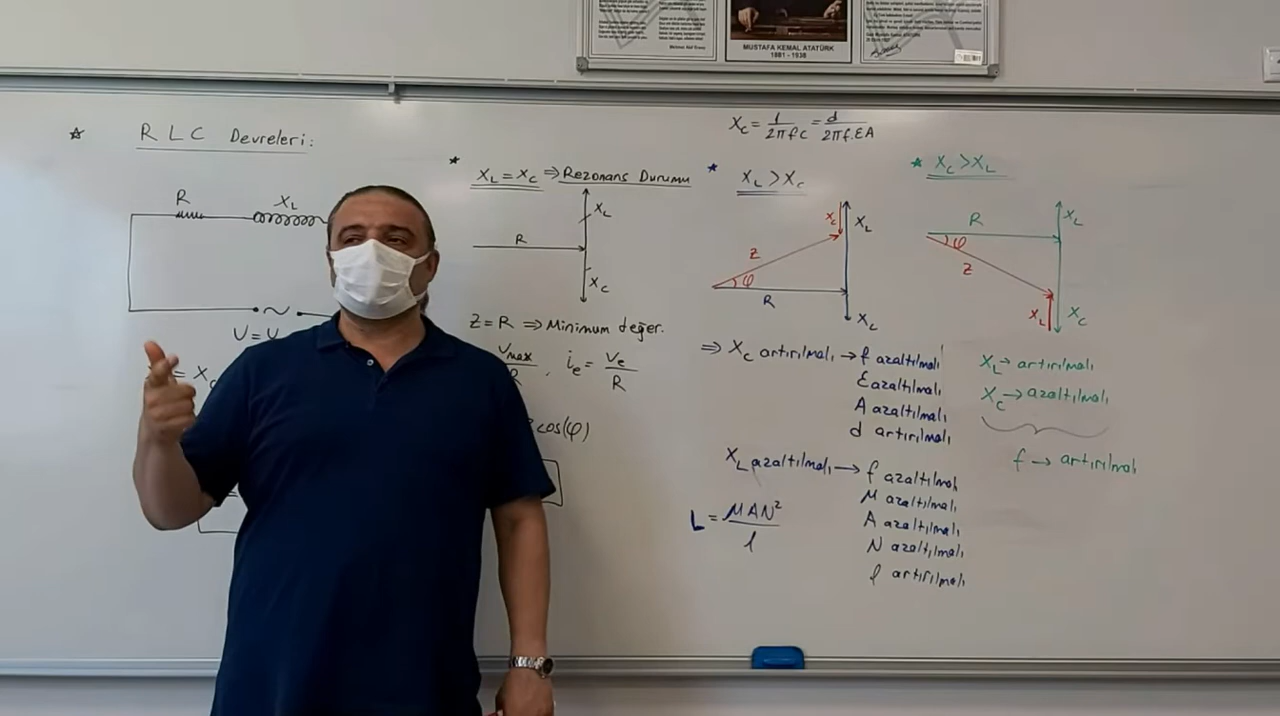 MUSTAFA KEMAL ATATÜRK
1881 - 1938
☆ RLC Devreleri:
R
X_L
V=V
= X_C
* X_L = X_C ⇒ Rezonans Durumu
X_L
R
X_C
Z = R ⇒ Minimum değer.
V_max
R , i_e = V_e / R
cos(φ)
X_C = 1 / 2πfC = d / 2πf.εA
* X_L > X_C
X_C
X_L
Z
φ
R
X_C
⇒ X_C artırılmalı → f azaltılmalı
ε azaltılmalı
A azaltılmalı
d artırılmalı
X_L azaltılmalı → f azaltılmalı
μ azaltılmalı
A azaltılmalı
N azaltılmalı
l artırılmalı
L = μAN² / l
* X_C > X_L
R
X_L
φ
Z
X_L
X_C
X_L → artırılmalı
X_C → azaltılmalı
f → artırılmalı